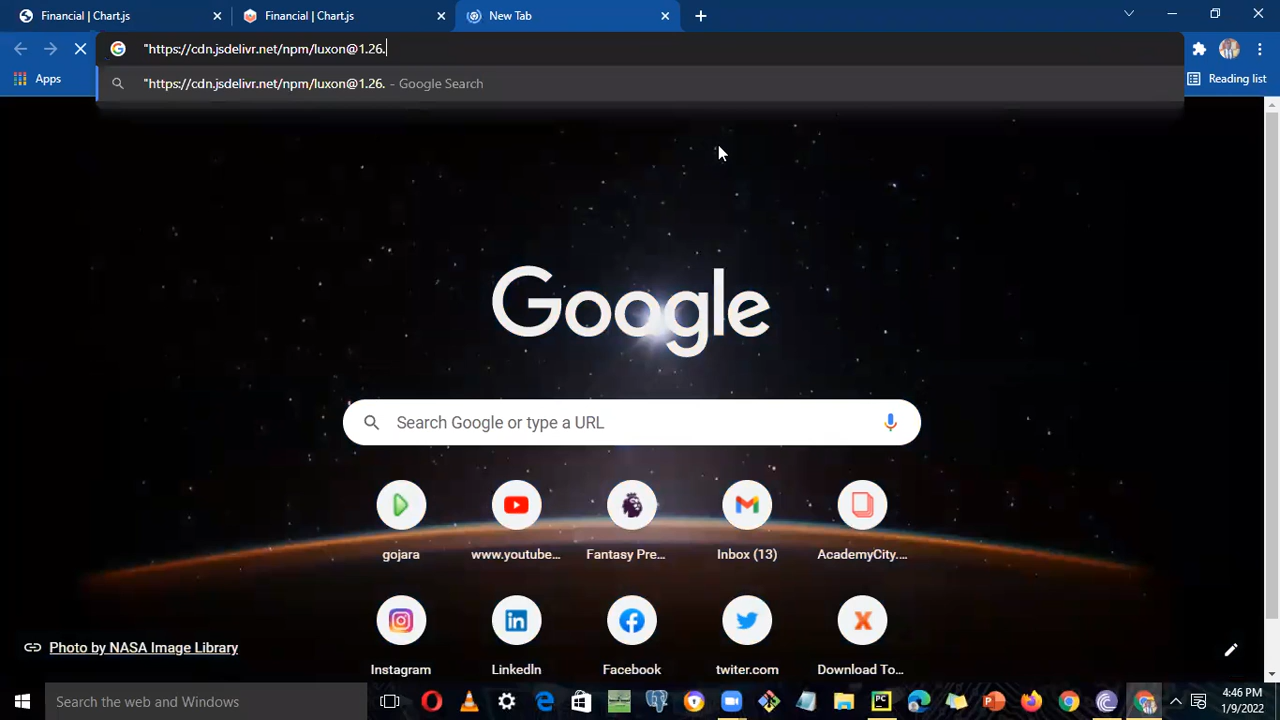 Financial | Chart.js
Financial | Chart.js
New Tab
"https://cdn.jsdelivr.net/npm/luxon@1.26.
Apps
"https://cdn.jsdelivr.net/npm/luxon@1.26. - Google Search
Reading list
Google
Search Google or type a URL
gojara
www.youtube...
Fantasy Pre...
Inbox (13)
AcademyCity....
Instagram
LinkedIn
Facebook
twiter.com
Download To...
Photo by NASA Image Library
Search the web and Windows
PC
4:46 PM
1/9/2022